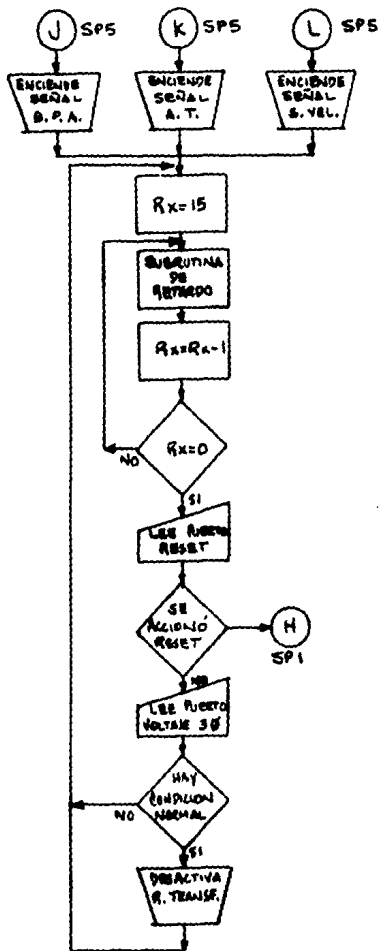 J SP5
K SP5
L SP5
ENCIENDE
SEÑAL
B. P. A.
ENCIENDE
SEÑAL
A. T.
ENCIENDE
SEÑAL
S. VEL.
Rx=15
SUBRUTINA
DE
RETARDO
Rx=Rx-1
Rx=0
NO
SI
LEE PUERTO
RESET
SE
ACCIONÓ
RESET
H
SP1
NO
LEE PUERTO
VOLTAJE 3Ø
HAY
CONDICION
NORMAL
NO
SI
DESACTIVA
R. TRANSF.